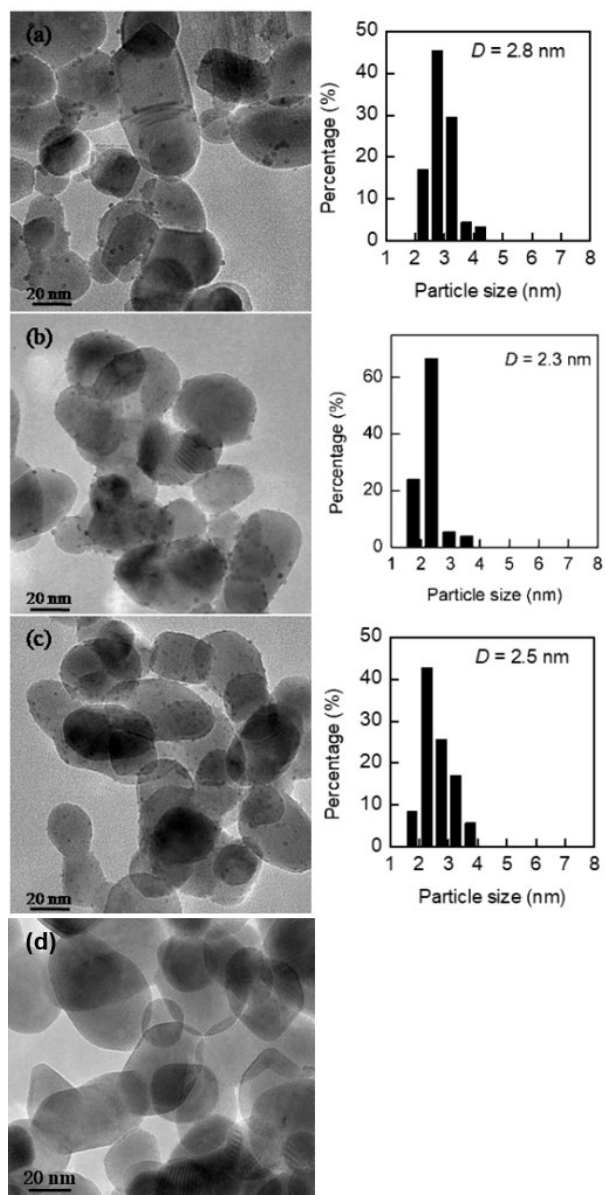 (a)
20 nm
D = 2.8 nm
Percentage (%)
50
40
30
20
10
0
1 2 3 4 5 6 7 8
Particle size (nm)
(b)
20 nm
D = 2.3 nm
Percentage (%)
60
40
20
0
1 2 3 4 5 6 7 8
Particle size (nm)
(c)
20 nm
D = 2.5 nm
Percentage (%)
50
40
30
20
10
0
1 2 3 4 5 6 7 8
Particle size (nm)
(d)
20 nm